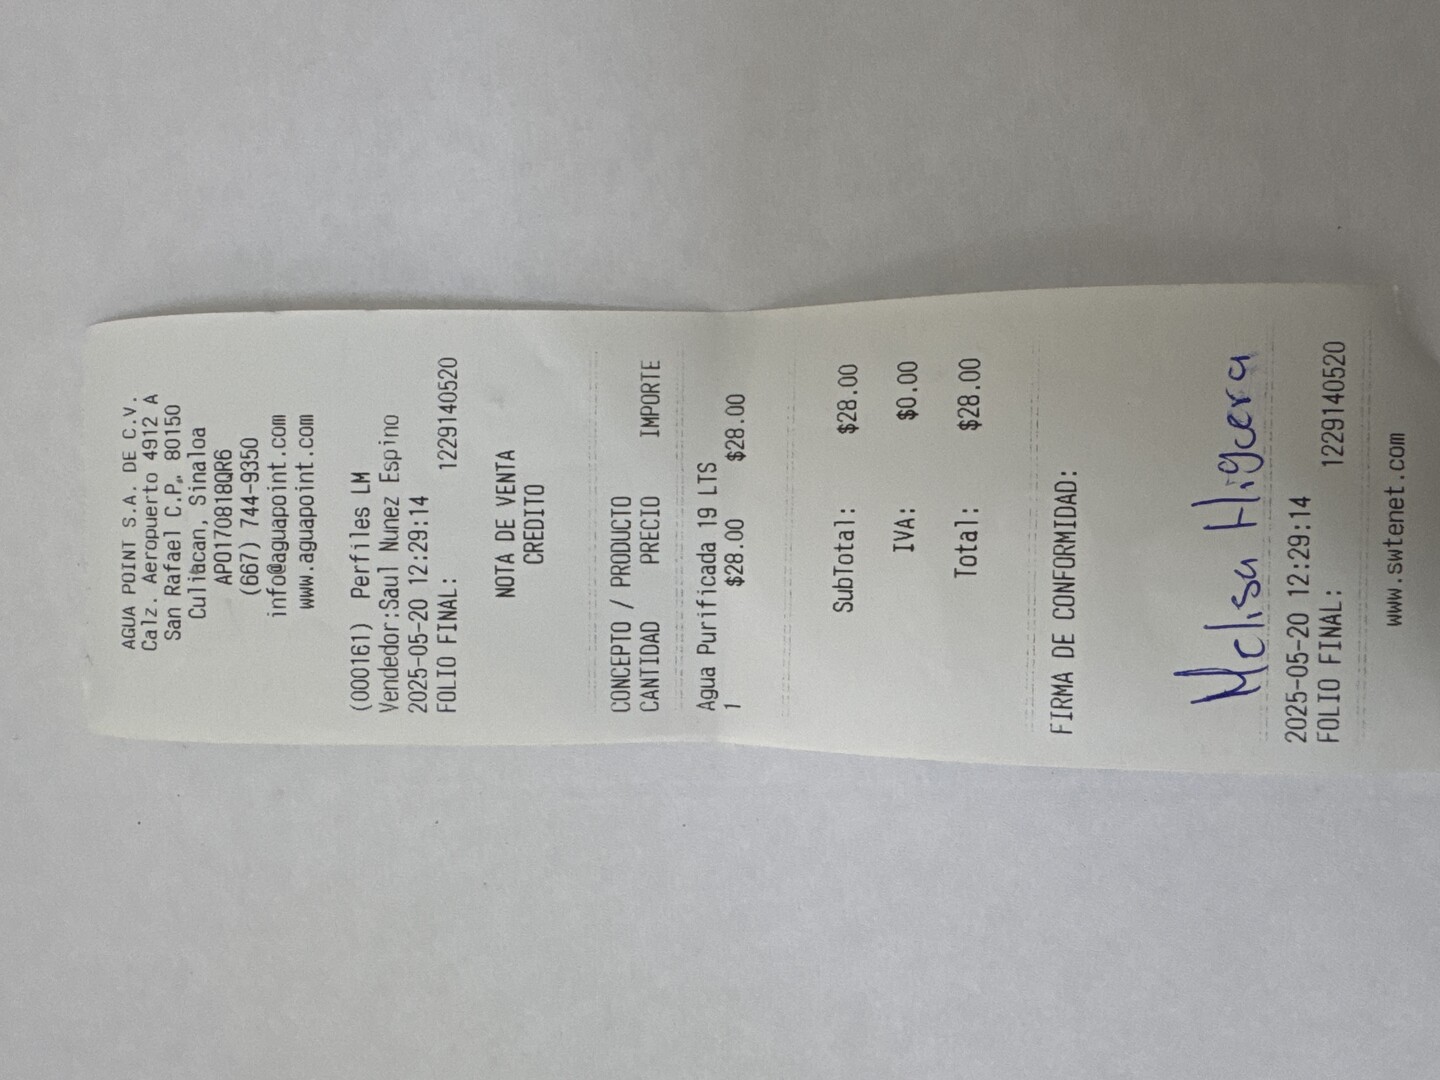 AGUA POINT S.A. DE C.V.
Calz. Aeropuerto 4912 A
San Rafael C.P. 80150
Culiacan, Sinaloa
APO170818QR6
(667) 744-9350
info@aguapoint.com
www.aguapoint.com
(000161) Perfiles LM
Vendedor:Saul Nunez Espino
2025-05-20 12:29:14
FOLIO FINAL: 1229140520
NOTA DE VENTA
CREDITO
CONCEPTO / PRODUCTO
CANTIDAD PRECIO IMPORTE
Agua Purificada 19 LTS
1 $28.00 $28.00
SubTotal: $28.00
IVA: $0.00
Total: $28.00
FIRMA DE CONFORMIDAD:
Melisa Higuera
2025-05-20 12:29:14
FOLIO FINAL: 1229140520
www.swtenet.com